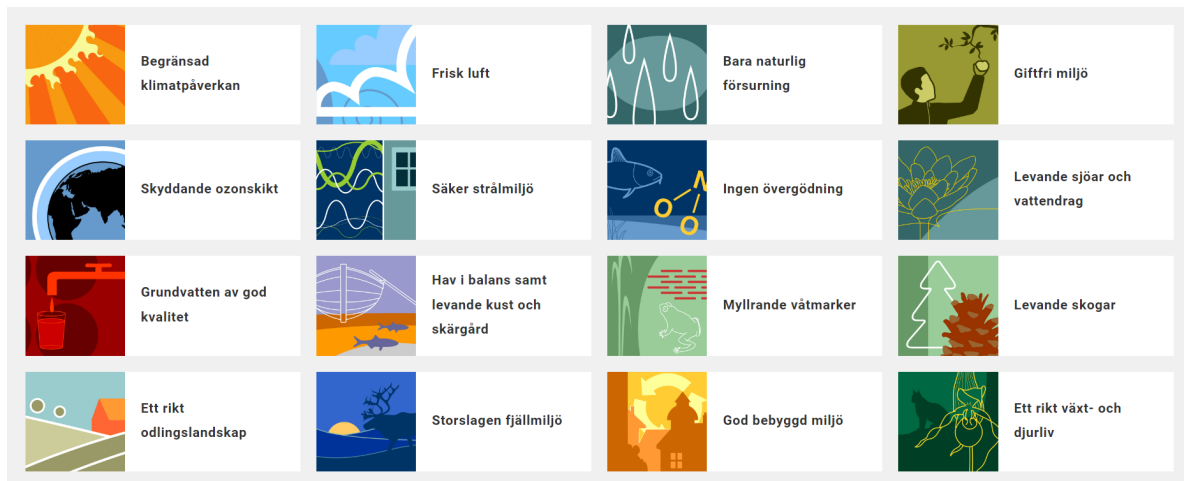 Begränsad
klimatpåverkan
Frisk luft
Bara naturlig
försurning
Giftfri miljö
Skyddande ozonskikt
Säker strålmiljö
N
O
O
Ingen övergödning
Levande sjöar och
vattendrag
Grundvatten av god
kvalitet
Hav i balans samt
levande kust och
skärgård
Myllrande våtmarker
Levande skogar
Ett rikt
odlingslandskap
Storslagen fjällmiljö
God bebyggd miljö
Ett rikt växt- och
djurliv